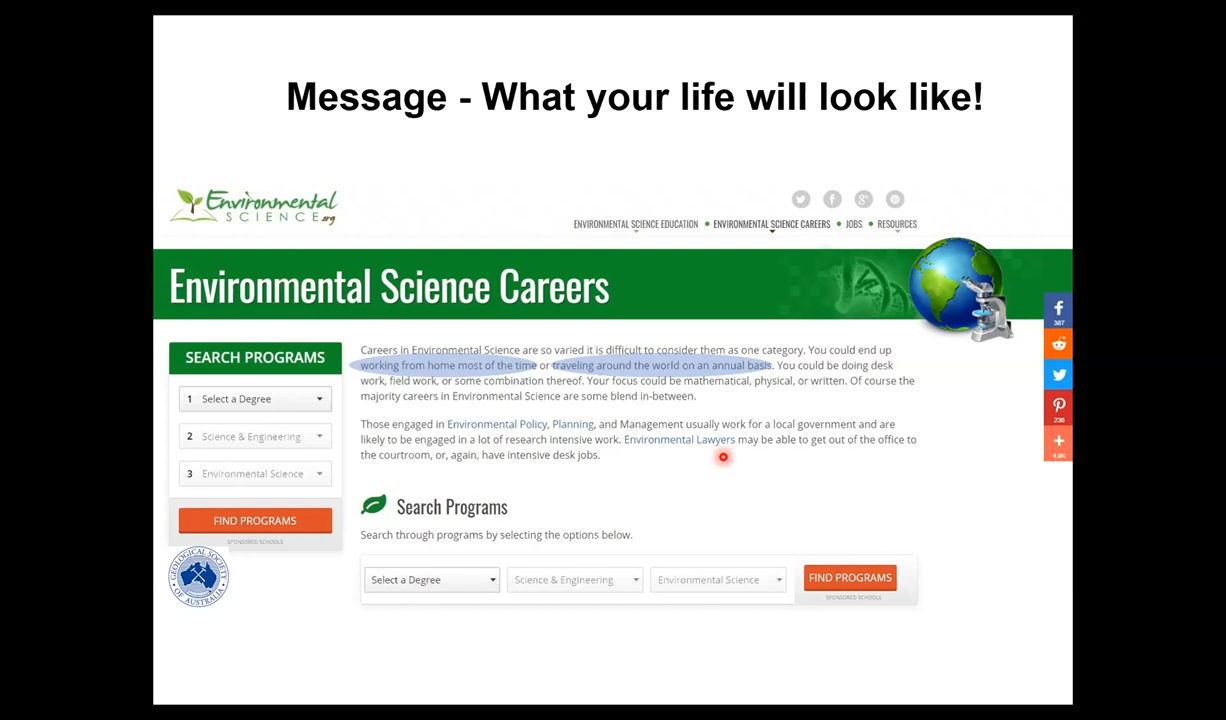 Message - What your life will look like!
Environmental
SCIENCE.org
ENVIRONMENTAL SCIENCE EDUCATION • ENVIRONMENTAL SCIENCE CAREERS • JOBS • RESOURCES
Environmental Science Careers
387
SEARCH PROGRAMS
1 Select a Degree
2 Science & Engineering
3 Environmental Science
FIND PROGRAMS
SPONSORED SCHOOLS
GEOLOGICAL SOCIETY
OF AUSTRALIA
Careers in Environmental Science are so varied it is difficult to consider them as one category. You could end up
working from home most of the time or traveling around the world on an annual basis. You could be doing desk
work, field work, or some combination thereof. Your focus could be mathematical, physical, or written. Of course the
majority careers in Environmental Science are some blend in-between.
Those engaged in Environmental Policy, Planning, and Management usually work for a local government and are
likely to be engaged in a lot of research intensive work. Environmental Lawyers may be able to get out of the office to
the courtroom, or, again, have intensive desk jobs.
Search Programs
Search through programs by selecting the options below.
Select a Degree
Science & Engineering
Environmental Science
FIND PROGRAMS
SPONSORED SCHOOLS